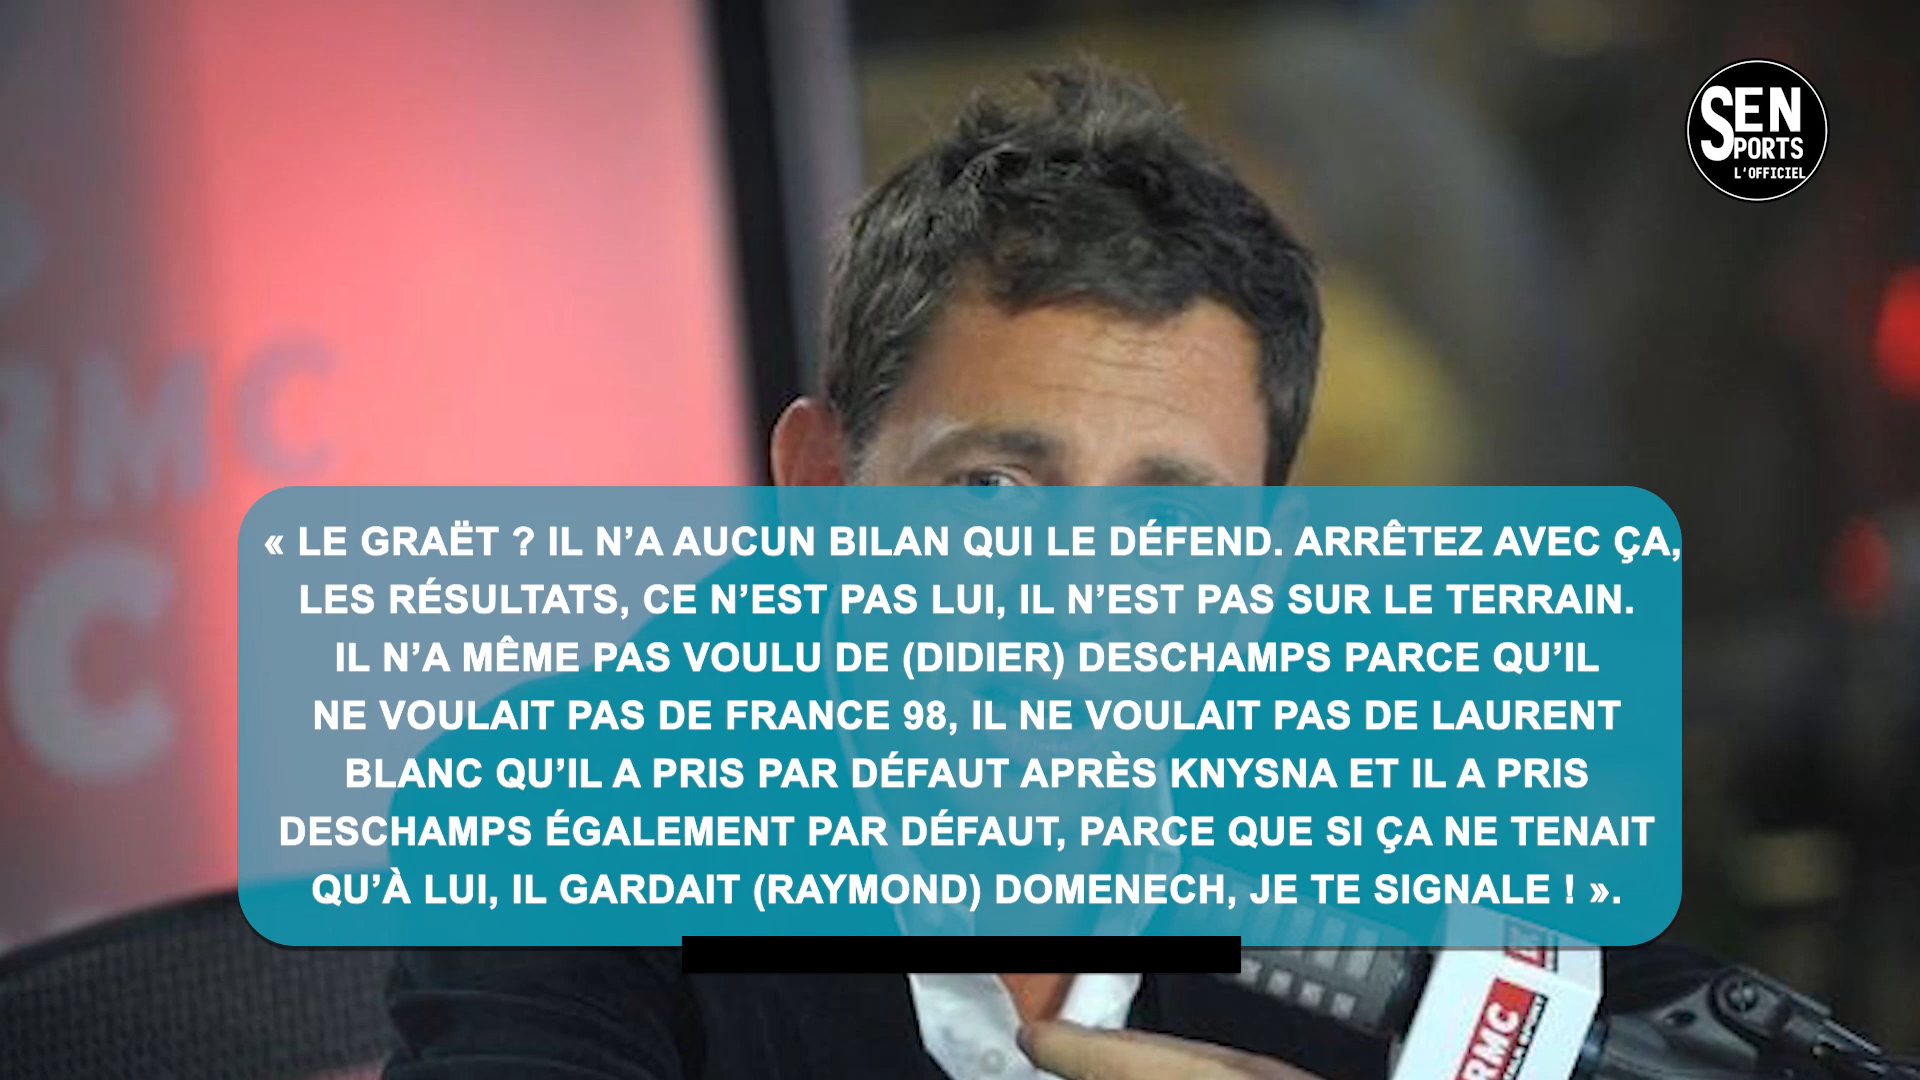 SEN
SPORTS
L'OFFICIEL
RMC
C
« LE GRAËT ? IL N’A AUCUN BILAN QUI LE DÉFEND. ARRÊTEZ AVEC ÇA,
LES RÉSULTATS, CE N’EST PAS LUI, IL N’EST PAS SUR LE TERRAIN.
IL N’A MÊME PAS VOULU DE (DIDIER) DESCHAMPS PARCE QU’IL
NE VOULAIT PAS DE FRANCE 98, IL NE VOULAIT PAS DE LAURENT
BLANC QU’IL A PRIS PAR DÉFAUT APRÈS KNYSNA ET IL A PRIS
DESCHAMPS ÉGALEMENT PAR DÉFAUT, PARCE QUE SI ÇA NE TENAIT
QU’À LUI, IL GARDAIT (RAYMOND) DOMENECH, JE TE SIGNALE ! ».
RMC